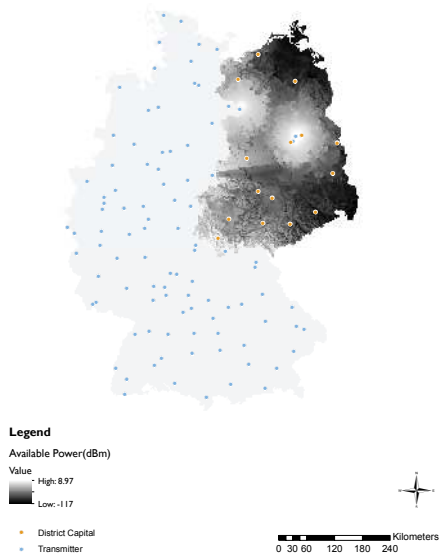 Legend
Available Power(dBm)
Value
High: 8.97
Low: -117
District Capital
Transmitter
N
Kilometers
0 30 60 120 180 240